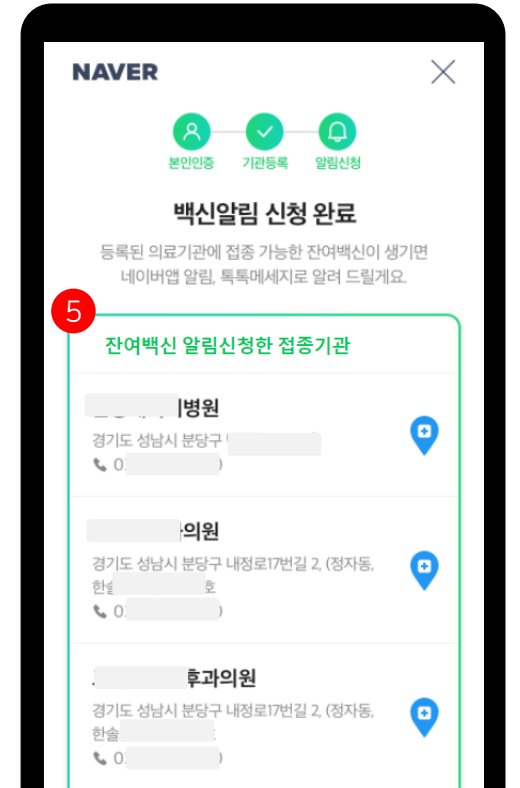 NAVER
본인인증 기관등록 알림신청
백신알림 신청 완료
등록된 의료기관에 접종 가능한 잔여백신이 생기면
네이버앱 알림, 톡톡메세지로 알려 드릴게요.
5
잔여백신 알림신청한 접종기관
병원
경기도 성남시 분당구
0
의원
경기도 성남시 분당구 내정로17번길 2, (정자동,
한솔 호
0
후과의원
경기도 성남시 분당구 내정로17번길 2, (정자동,
한솔
0